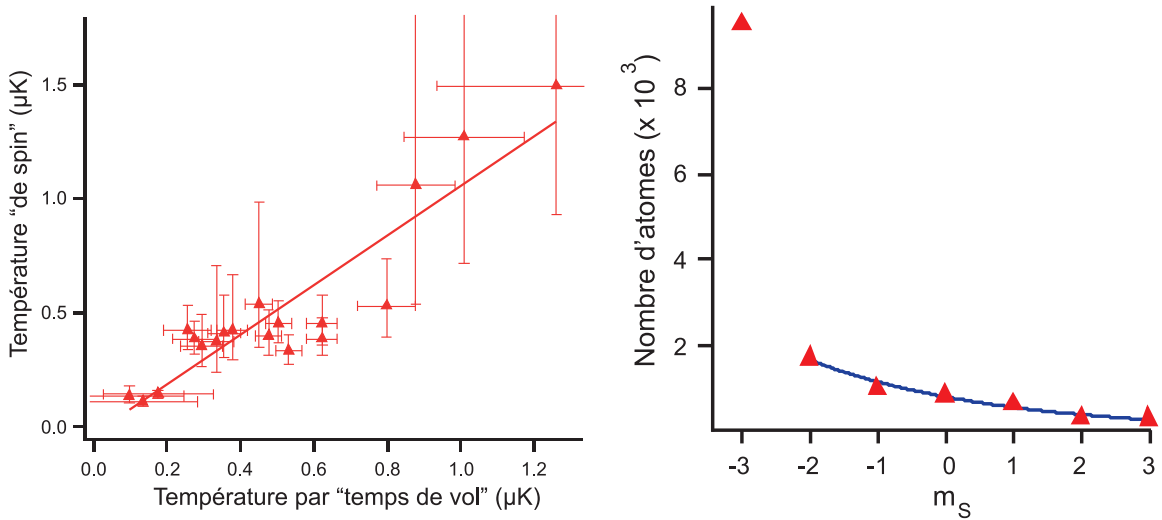 Température “de spin” (µK)
1.5
1.0
0.5
0.0
0.0 0.2 0.4 0.6 0.8 1.0 1.2
Température par “temps de vol” (µK)
Nombre d’atomes (x 10³)
8
6
4
2
-3 -2 -1 0 1 2 3
mS